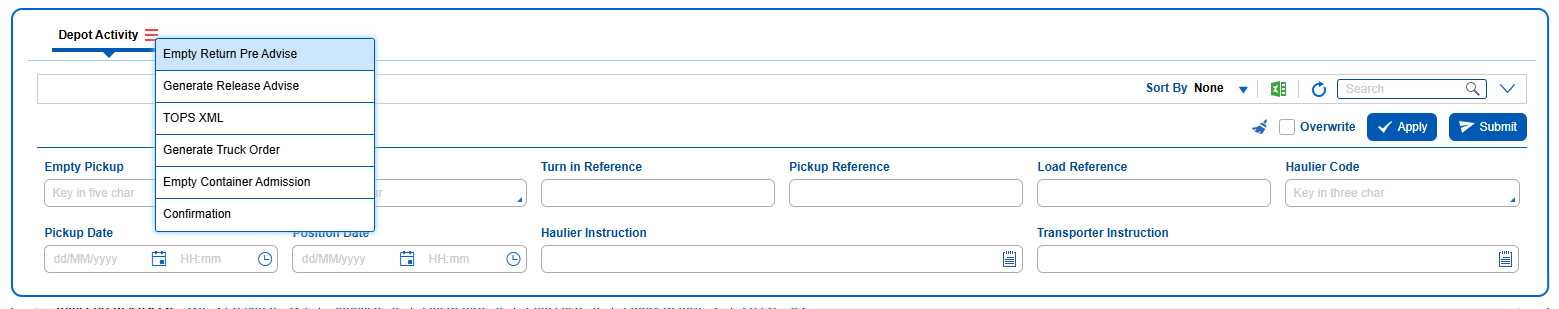 Depot Activity
Empty Return Pre Advise
Generate Release Advise
TOPS XML
Generate Truck Order
Empty Container Admission
Confirmation
Sort By None
Search
Overwrite
Apply
Submit
Empty Pickup
Turn in Reference
Pickup Reference
Load Reference
Haulier Code
Key in five char
Key in three char
Pickup Date
Position Date
Haulier Instruction
Transporter Instruction
dd/MM/yyyy
HH:mm
dd/MM/yyyy
HH:mm